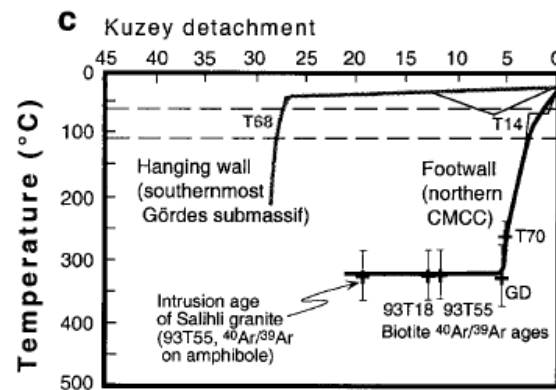 C Kuzey detachment
45 40 35 30 25 20 15 10 5 0
0
100
200
300
400
500
Temperature (°C)
T68
T14
Hanging wall
(southernmost
Gördes submassif)
Footwall
(northern
CMCC)
T70
GD
Intrusion age
of Salihli granite
(93T55, ⁴⁰Ar/³⁹Ar
on amphibole)
93T18 93T55
Biotite ⁴⁰Ar/³⁹Ar ages